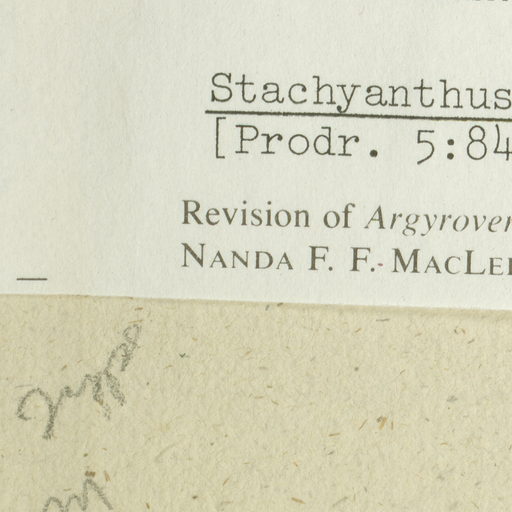 Stachyanthus
[Prodr. 5:84
Revision of Argyrover
NANDA F. F. MACLEI